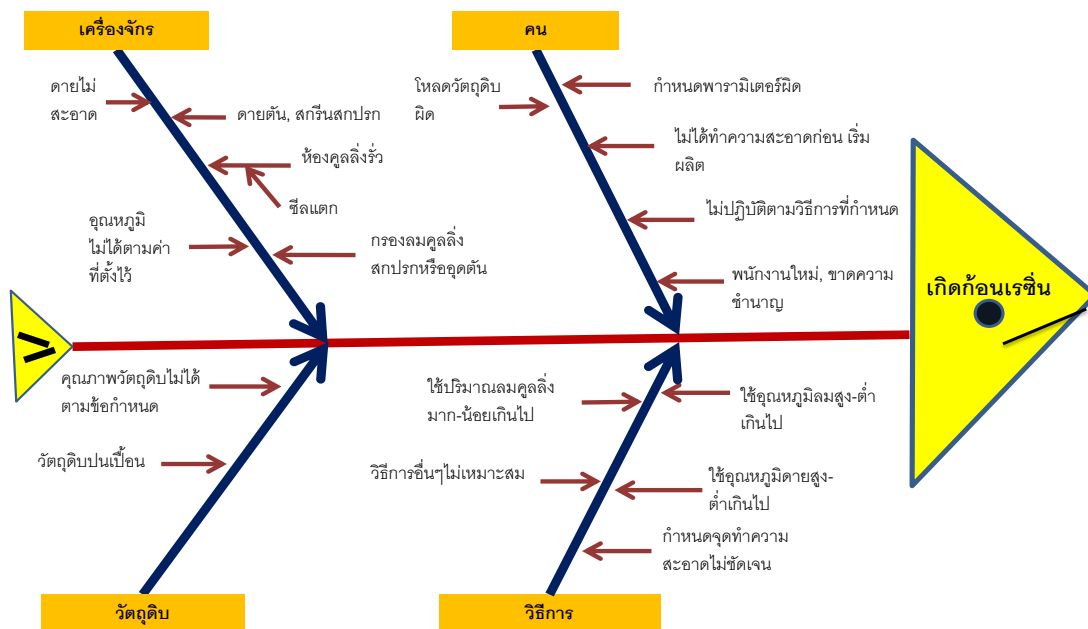 เครื่องจักร
คน
ดายไม่
สะอาด
ดายตัน, สกรีนสกปรก
ห้องคูลลิ่งรั่ว
ซีลแตก
อุณหภูมิ
ไม่ได้ตามค่า
ที่ตั้งไว้
กรองลมคูลลิ่ง
สกปรกหรืออุดตัน
โหลดวัตถุดิบ
ผิด
กำหนดพารามิเตอร์ผิด
ไม่ได้ทำความสะอาดก่อน เริ่ม
ผลิต
ไม่ปฏิบัติตามวิธีการที่กำหนด
พนักงานใหม่, ขาดความ
ชำนาญ
เกิดก้อนเรซิ่น
คุณภาพวัตถุดิบไม่ได้
ตามข้อกำหนด
วัตถุดิบปนเปื้อน
ใช้ปริมาณลมคูลลิ่ง
มาก-น้อยเกินไป
ใช้อุณหภูมิลมสูง-ต่ำ
เกินไป
วิธีการอื่นๆไม่เหมาะสม
ใช้อุณหภูมิดายสูง-
ต่ำเกินไป
กำหนดจุดทำความ
สะอาดไม่ชัดเจน
วัตถุดิบ
วิธีการ